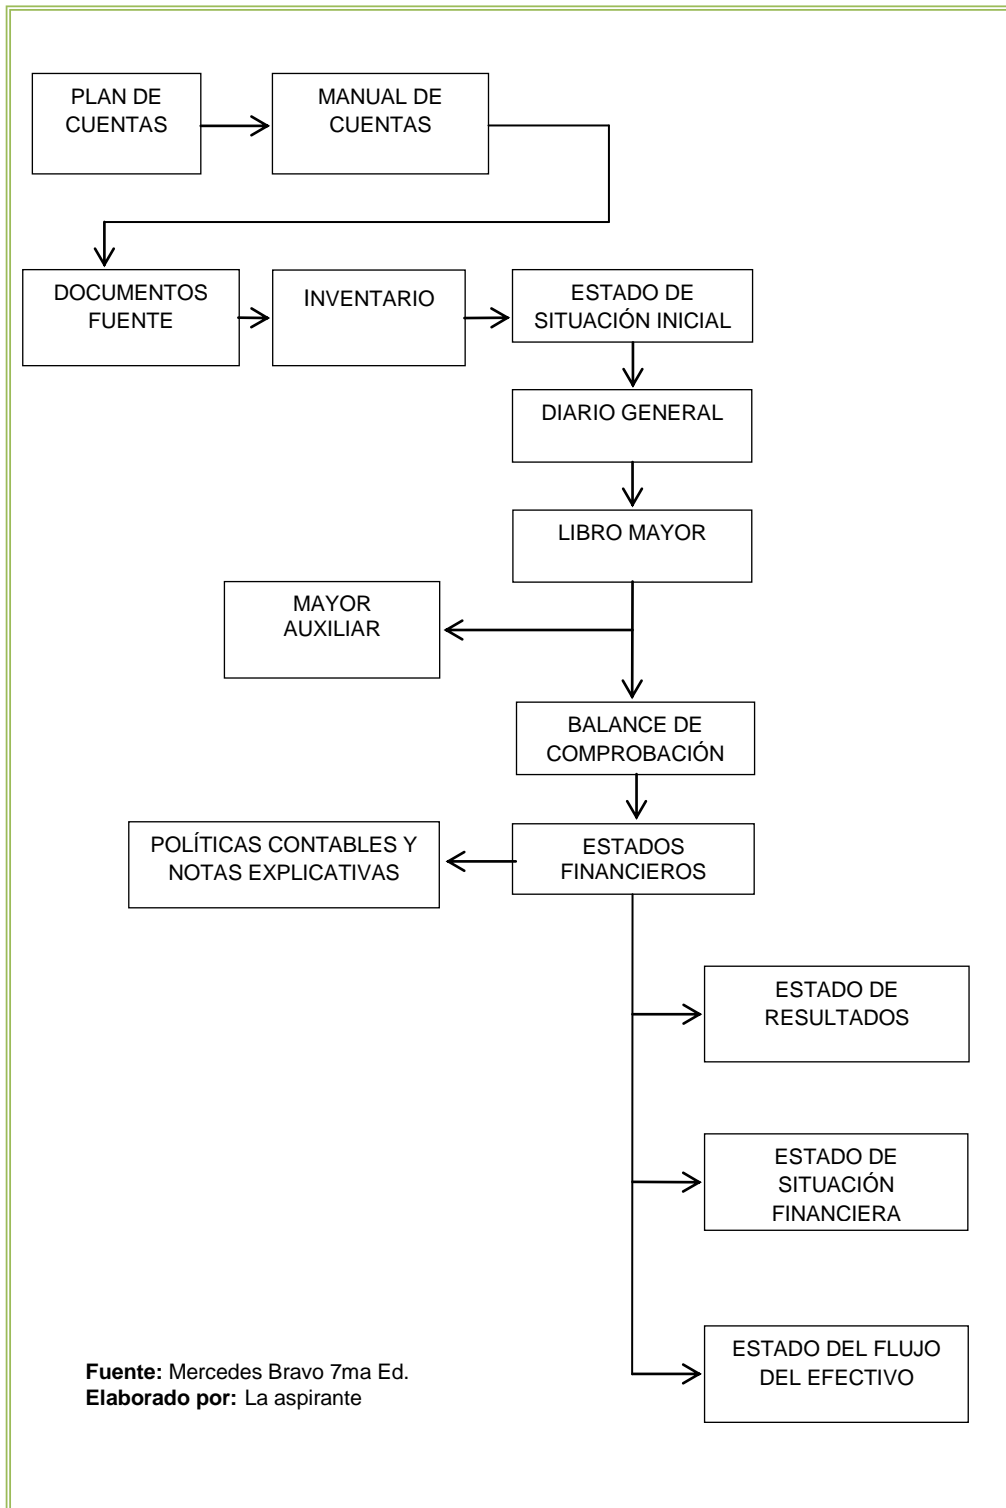 PLAN DE
CUENTAS
MANUAL DE
CUENTAS
DOCUMENTOS
FUENTE
INVENTARIO
ESTADO DE
SITUACIÓN INICIAL
DIARIO GENERAL
LIBRO MAYOR
MAYOR
AUXILIAR
BALANCE DE
COMPROBACIÓN
POLÍTICAS CONTABLES Y
NOTAS EXPLICATIVAS
ESTADOS
FINANCIEROS
ESTADO DE
RESULTADOS
ESTADO DE
SITUACIÓN
FINANCIERA
ESTADO DEL FLUJO
DEL EFECTIVO
Fuente: Mercedes Bravo 7ma Ed.
Elaborado por: La aspirante